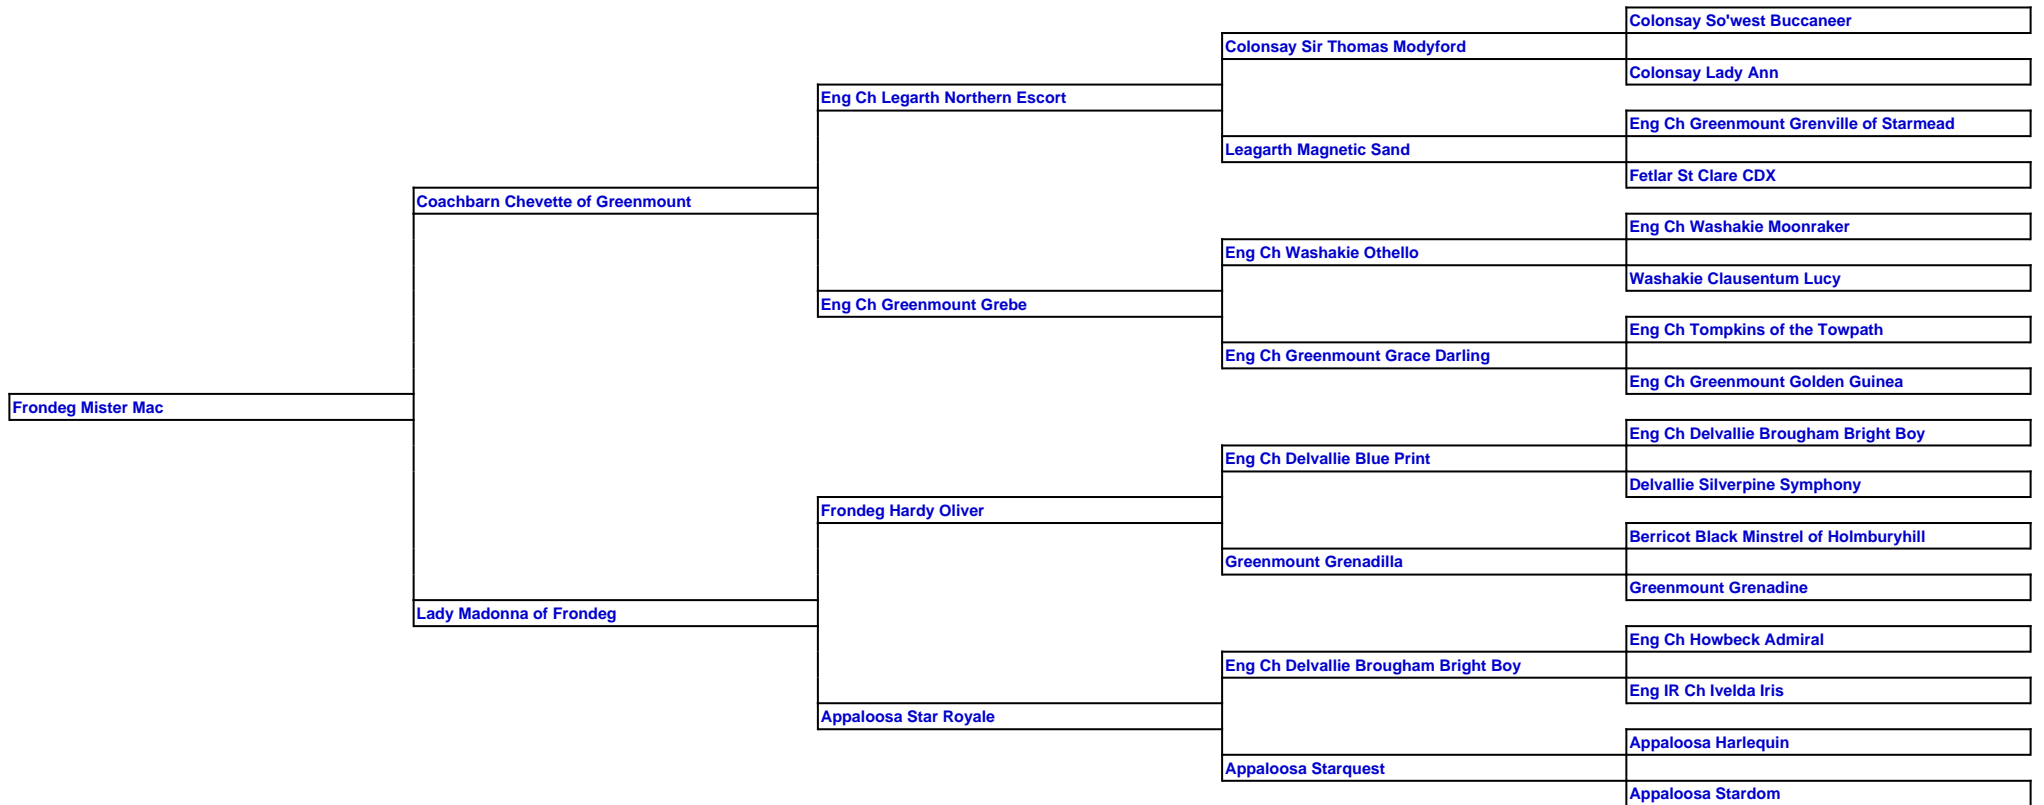 Colonsay So'west Buccaneer
Colonsay Sir Thomas Modyford
Colonsay Lady Ann
Eng Ch Legarth Northern Escort
Eng Ch Greenmount Grenville of Starmead
Leagarth Magnetic Sand
Fetlar St Clare CDX
Coachbarn Chevette of Greenmount
Eng Ch Washakie Moonraker
Eng Ch Washakie Othello
Washakie Clausentum Lucy
Eng Ch Greenmount Grebe
Eng Ch Tompkins of the Towpath
Eng Ch Greenmount Grace Darling
Eng Ch Greenmount Golden Guinea
Frondeg Mister Mac
Eng Ch Delvallie Brougham Bright Boy
Eng Ch Delvallie Blue Print
Delvallie Silverpine Symphony
Frondeg Hardy Oliver
Berricot Black Minstrel of Holmburyhill
Greenmount Grenadilla
Greenmount Grenadine
Lady Madonna of Frondeg
Eng Ch Howbeck Admiral
Eng Ch Delvallie Brougham Bright Boy
Eng IR Ch Ivelda Iris
Appaloosa Star Royale
Appaloosa Harlequin
Appaloosa Starquest
Appaloosa Stardom